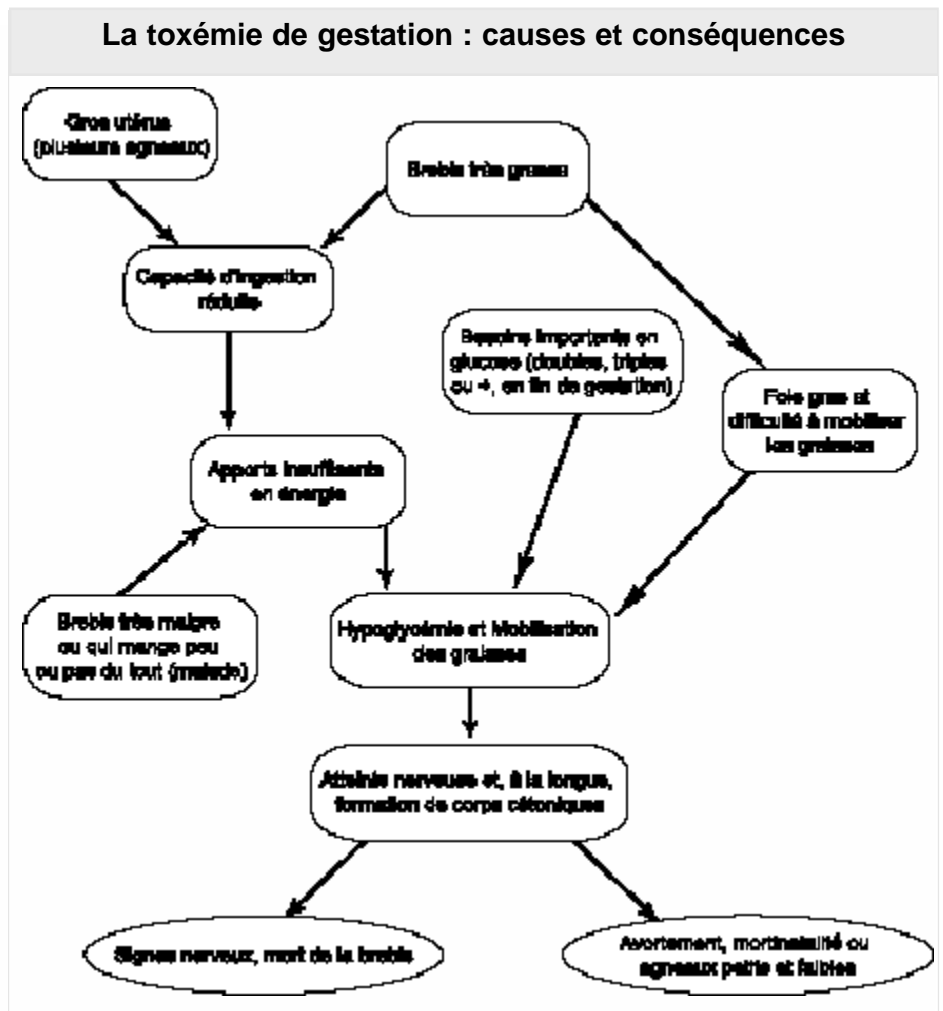 La toxémie de gestation : causes et conséquences
Gros utérus
(plusieurs agneaux)
Brebis très grasse
Capacité d'ingestion
réduite
Besoins importants en
glucose (doubles, triples
ou +, en fin de gestation)
Foie gras et
difficulté à mobiliser
les graisses
Apports insuffisants
en énergie
Brebis très maigre
ou qui mange peu
ou pas du tout (malade)
Hypoglycémie et Mobilisation
des graisses
Atteinte nerveuse et, à la longue,
formation de corps cétoniques
Signes nerveux, mort de la brebis
Avortement, mortinatalité ou
agneaux petits et faibles